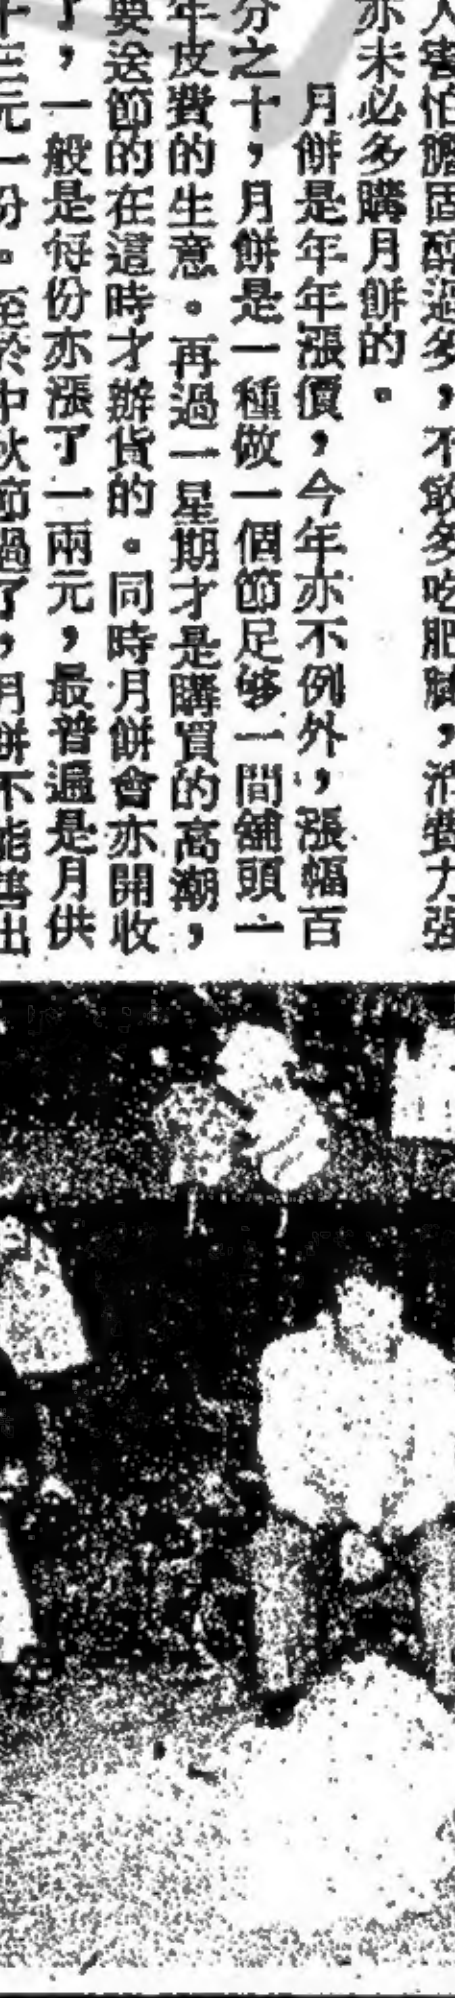 人害怕膽固醇過多，不敢多吃肥膩，消費力强
亦未必多購月餅的。
月餅是年年漲價，今年亦不例外，漲幅百
分之十，月餅是一種做一個節足够一間舖頭一
年皮費的生意。再過一星期才是購買的高潮，
要送節的在這時才辦貨的。同時月餅會亦開收
了，一般是每份亦漲了一兩元，最普遍是月供
十三元一份。至於中秋節過了，月餅不能售出